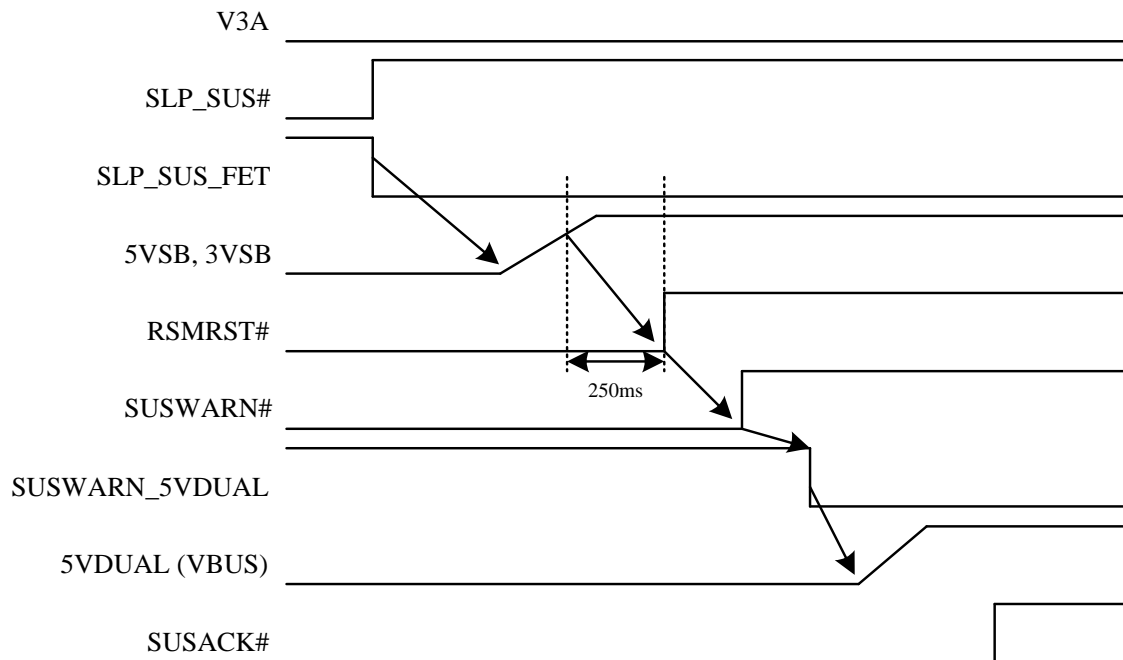 V3A
SLP_SUS#
SLP_SUS_FET
5VSB, 3VSB
RSMRST#
250ms
SUSWARN#
SUSWARN_5VDUAL
5VDUAL (VBUS)
SUSACK#